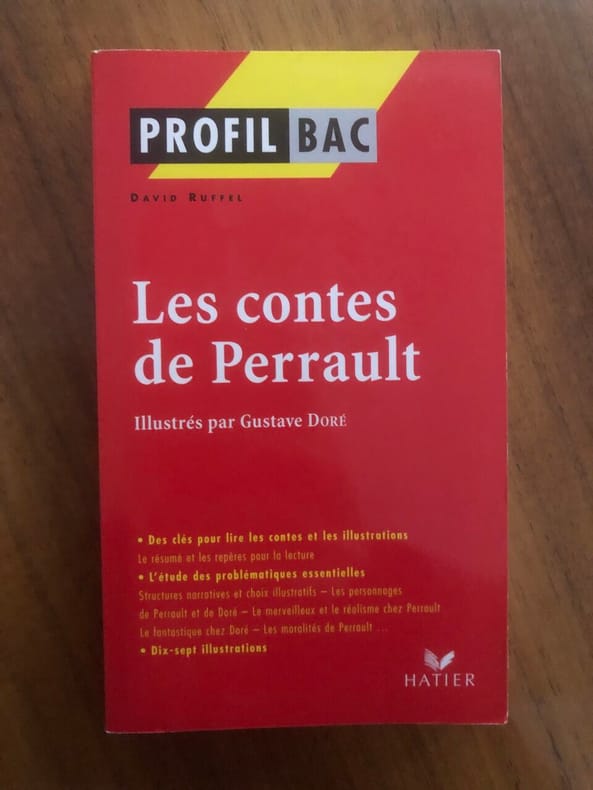 PROFIL BAC
DAVID RUFFEL
Les contes
de Perrault
Illustrés par Gustave DORÉ
• Des clés pour lire les contes et les illustrations
Le résumé et les repères pour la lecture
• L'étude des problématiques essentielles
Structures narratives et choix illustratifs – Les personnages
de Perrault et de Doré – Le merveilleux et le réalisme chez Perrault
Le fantastique chez Doré – Les moralités de Perrault ...
• Dix-sept illustrations
HATIER